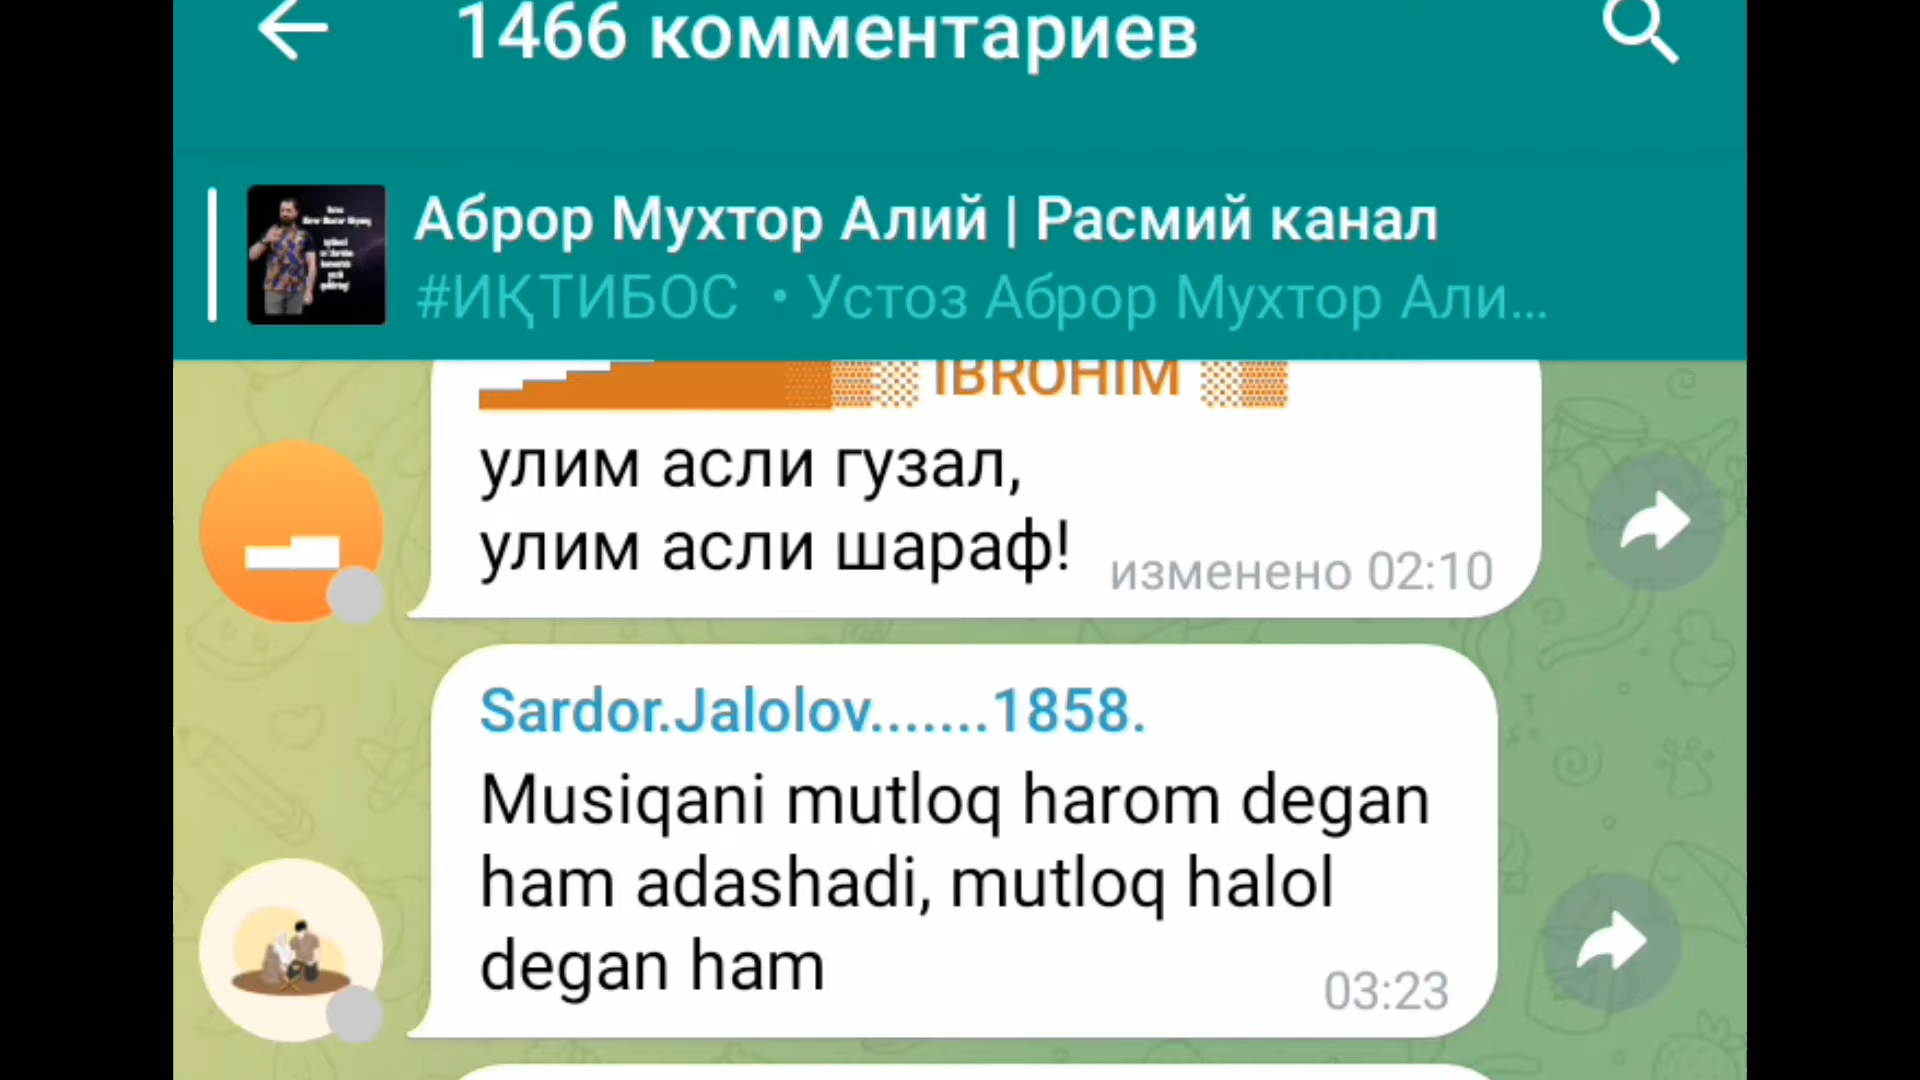 1466 комментариев
Аброр Мухтор Алий | Расмий канал
#ИҚТИБОС • Устоз Аброр Мухтор Али...
IBROHIM
улим асли гузал,
улим асли шараф!
изменено 02:10
Sardor.Jalolov.......1858.
Musiqani mutloq harom degan
ham adashadi, mutloq halol
degan ham
03:23